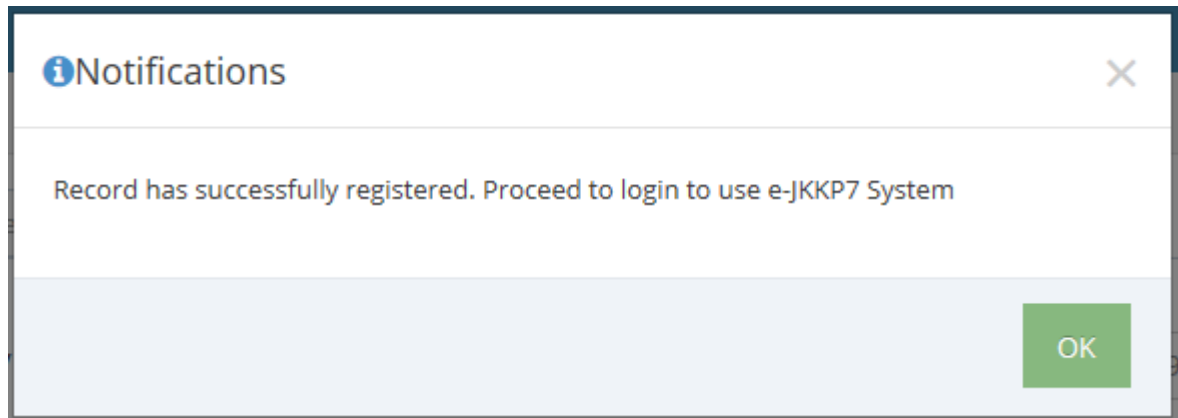 Notifications
Record has successfully registered. Proceed to login to use e-JKKP7 System
OK